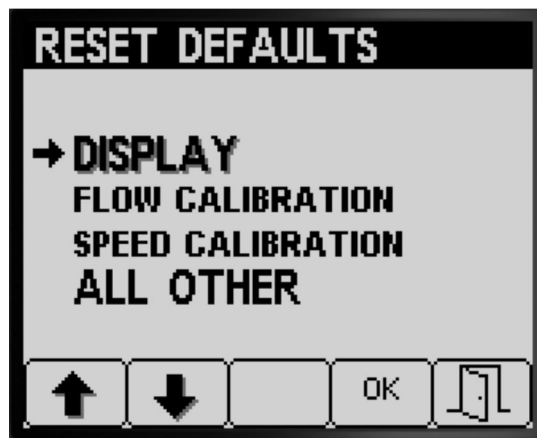 RESET DEFAULTS
DISPLAY
FLOW CALIBRATION
SPEED CALIBRATION
ALL OTHER
OK